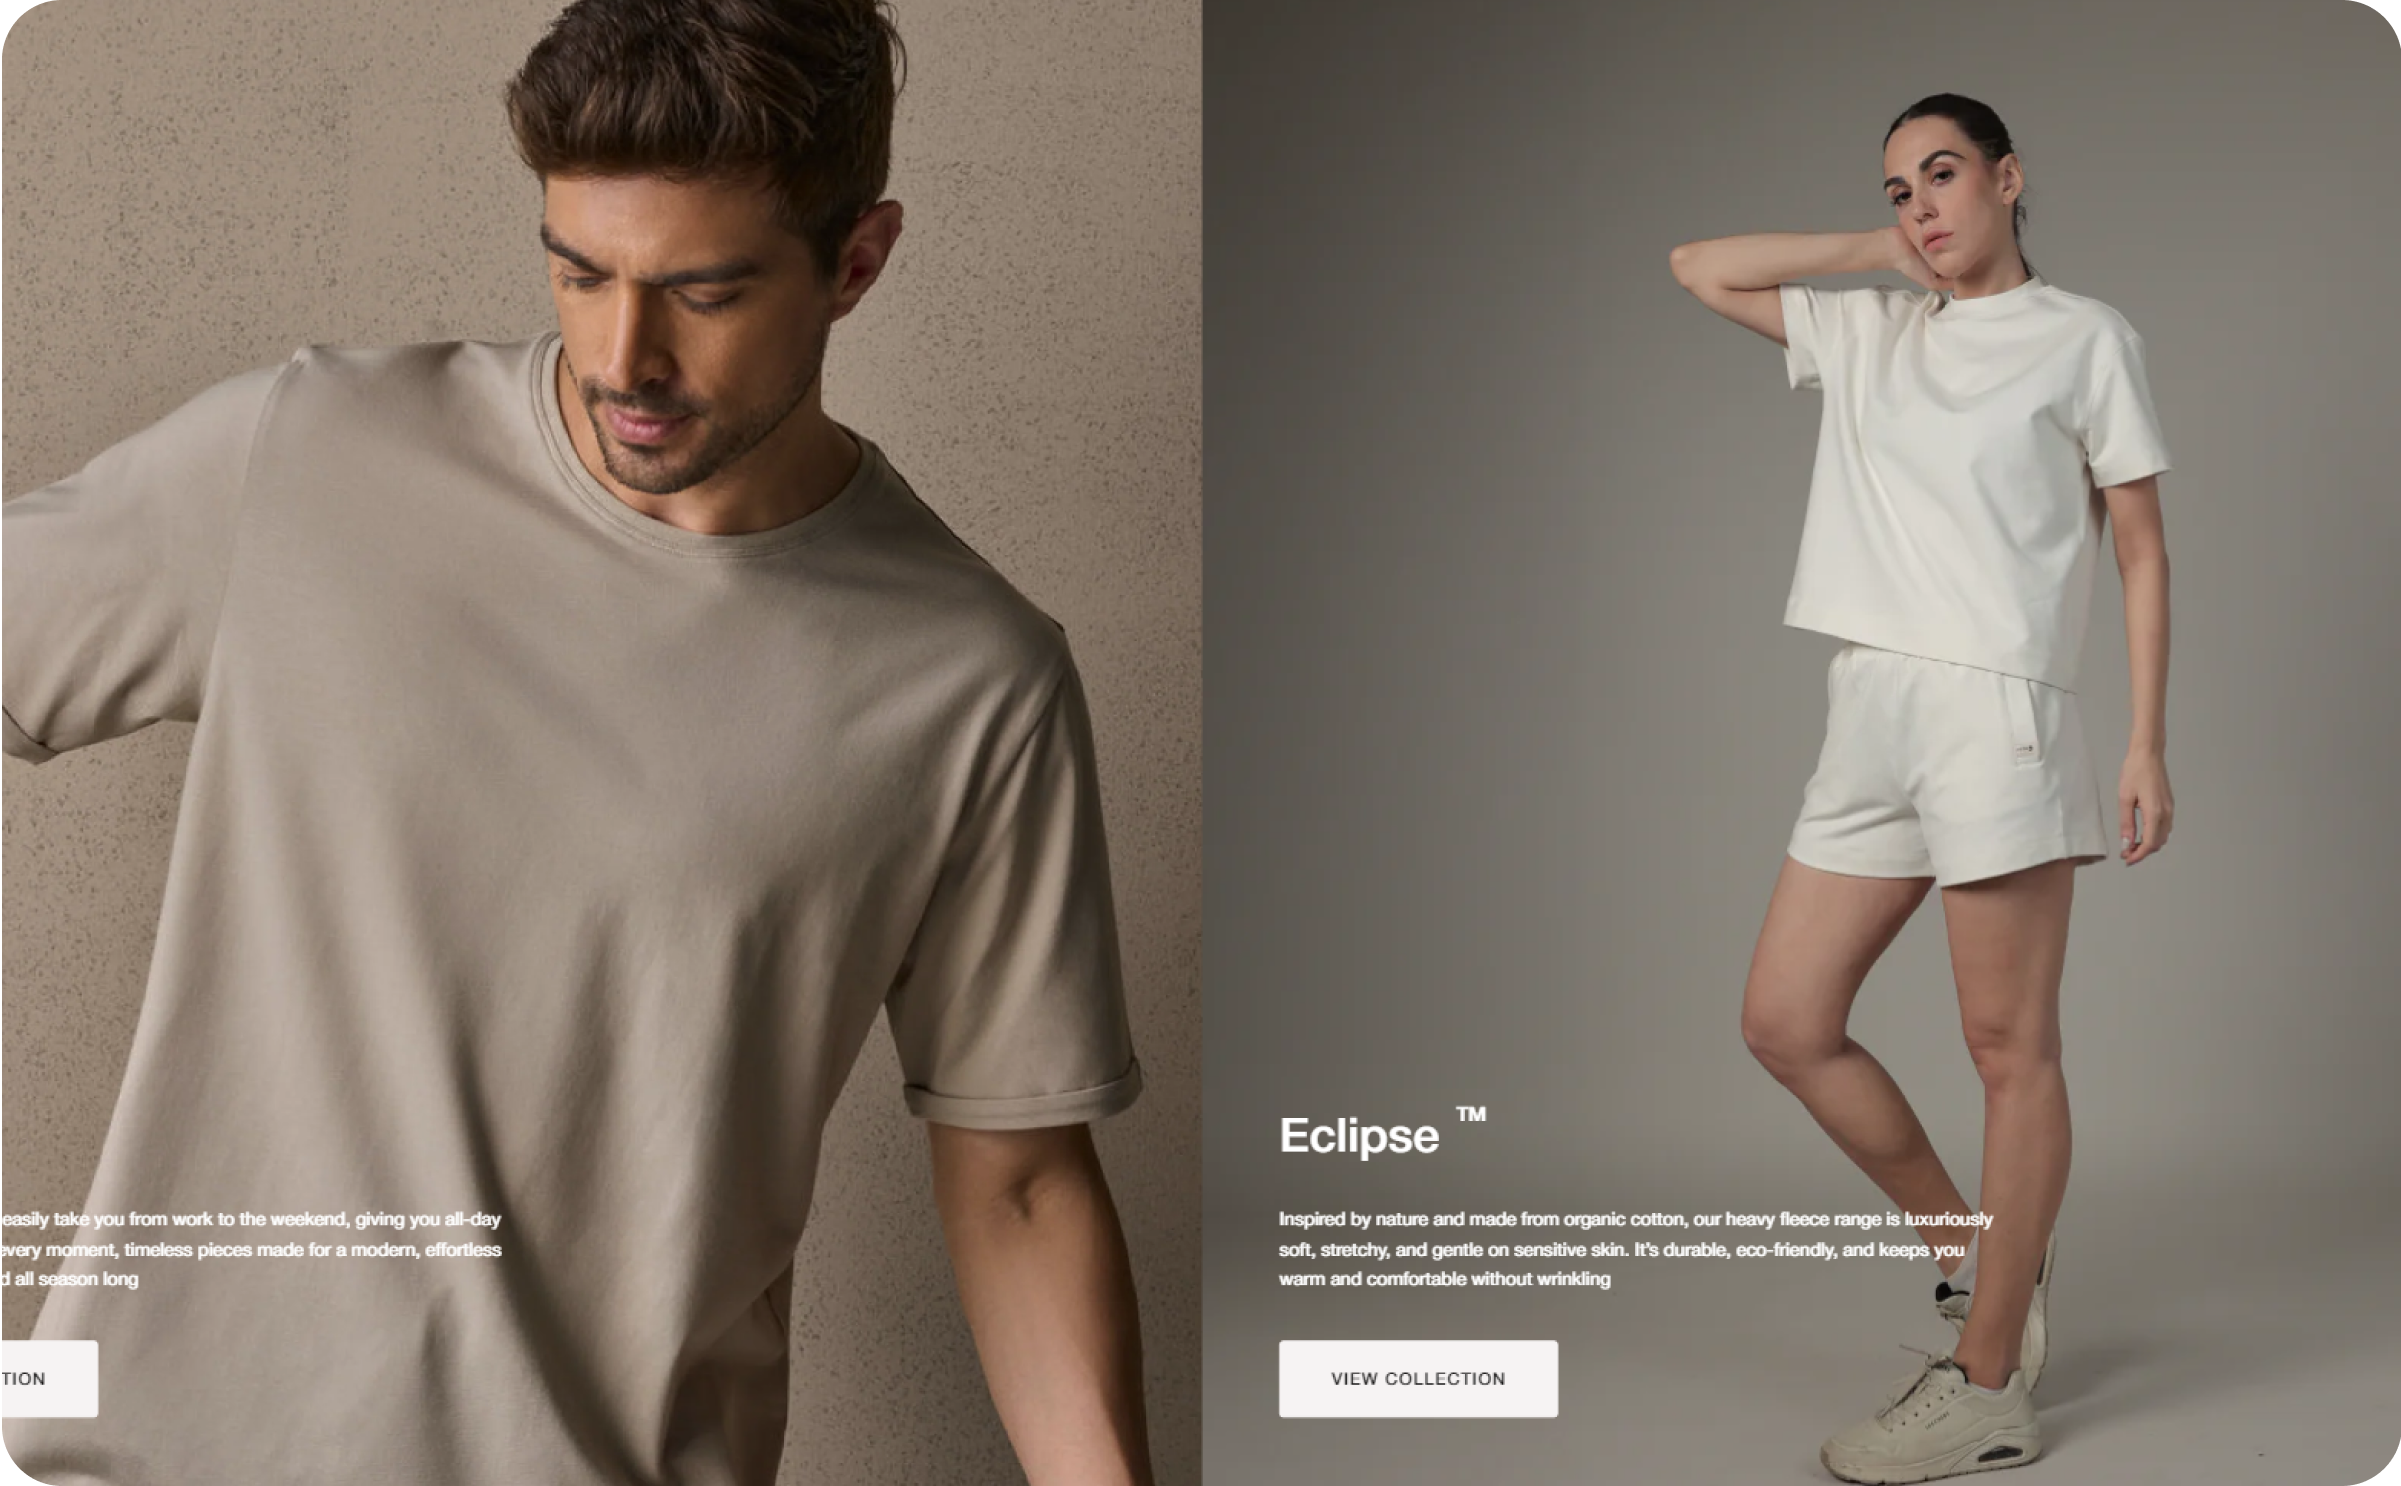 easily take you from work to the weekend, giving you all-day
every moment, timeless pieces made for a modern, effortless
d all season long
TION
Eclipse ™
Inspired by nature and made from organic cotton, our heavy fleece range is luxuriously
soft, stretchy, and gentle on sensitive skin. It's durable, eco-friendly, and keeps you
warm and comfortable without wrinkling
VIEW COLLECTION